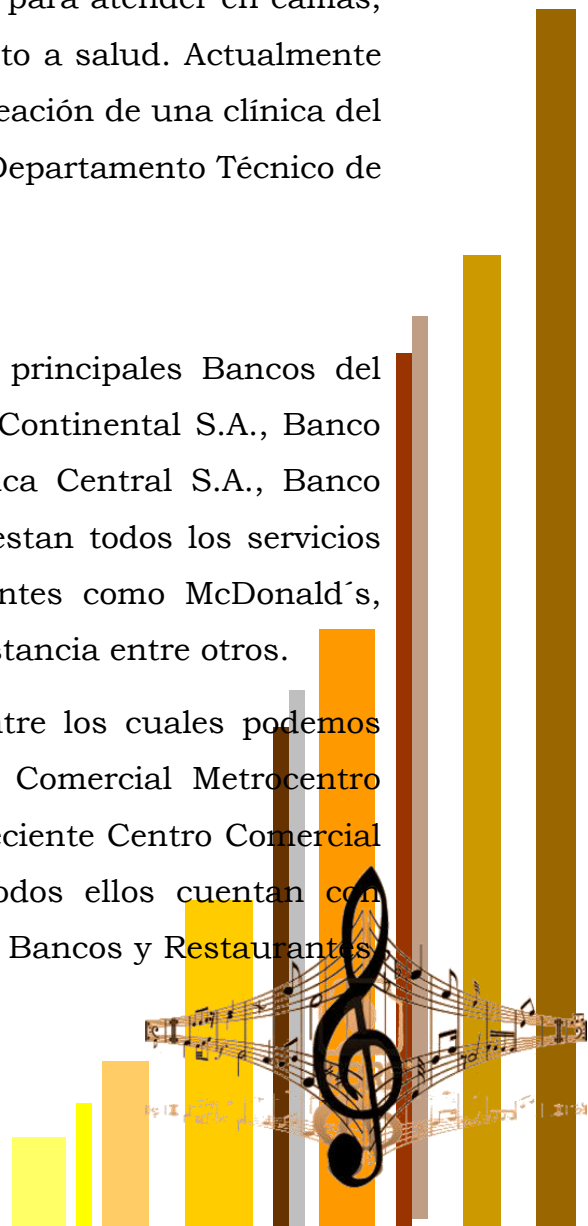 para atender en camas,
to a salud. Actualmente
eación de una clínica del
Departamento Técnico de
principales Bancos del
Continental S.A., Banco
ica Central S.A., Banco
estan todos los servicios
ntes como McDonald´s,
stancia entre otros.
ntre los cuales podemos
Comercial Metrocentro
eciente Centro Comercial
odos ellos cuentan con
Bancos y Restaurantes.